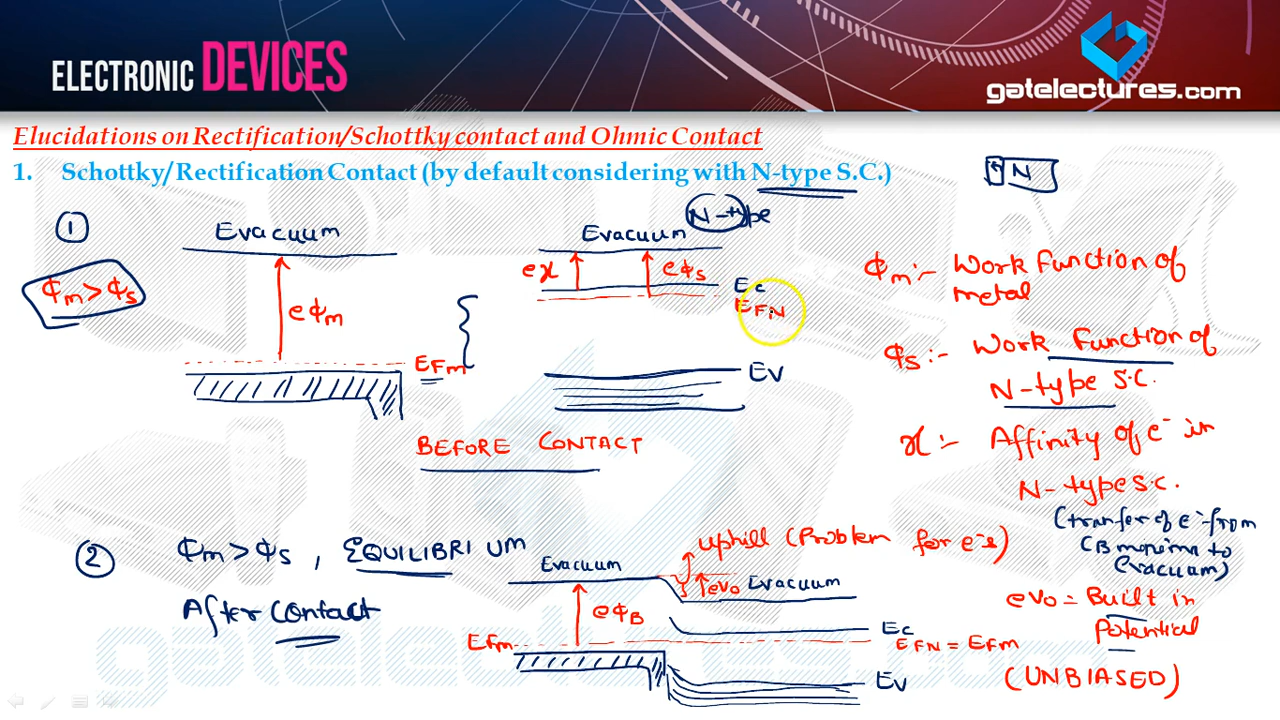 ELECTRONIC DEVICES
gatelectures.com
Elucidations on Rectification/Schottky contact and Ohmic Contact
1. Schottky/Rectification Contact (by default considering with N-type S.C.)
N
1
Evacuum
N-type
Evacuum
ϕm > ϕs
eϕm
EFm
eχ
eϕs
Ec
EFN
Ev
BEFORE CONTACT
ϕm :- Work Function of
metal
ϕs :- Work Function of
N-type S.C.
χ :- Affinity of e⁻ in
N-type S.C.
(transfer of e⁻ from
CB minima to
Evacuum)
2
ϕm > ϕs , EQUILIBRIUM
After Contact
Evacuum
uphill (Problem for e⁻s)
eV₀
Evacuum
eϕB
EFm
Ec
EFN = EFm
Ev
eV₀ = Built in
Potential
(UNBIASED)